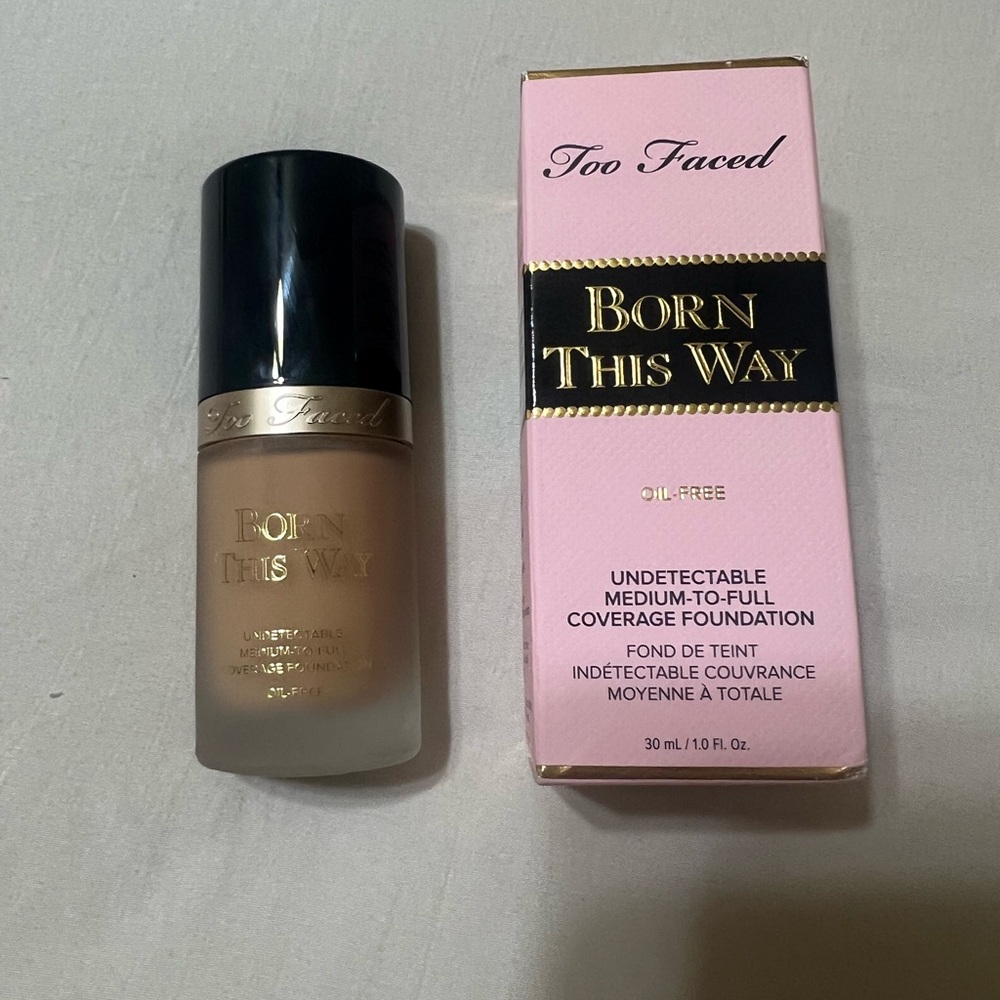 Too Faced
BORN
THIS WAY
UNDETECTABLE
MEDIUM-TO-FULL
COVERAGE FOUNDATION
OIL-FREE
Too Faced
BORN
THIS WAY
OIL-FREE
UNDETECTABLE
MEDIUM-TO-FULL
COVERAGE FOUNDATION
FOND DE TEINT
INDÉTECTABLE COUVRANCE
MOYENNE À TOTALE
30 mL / 1.0 Fl. Oz.